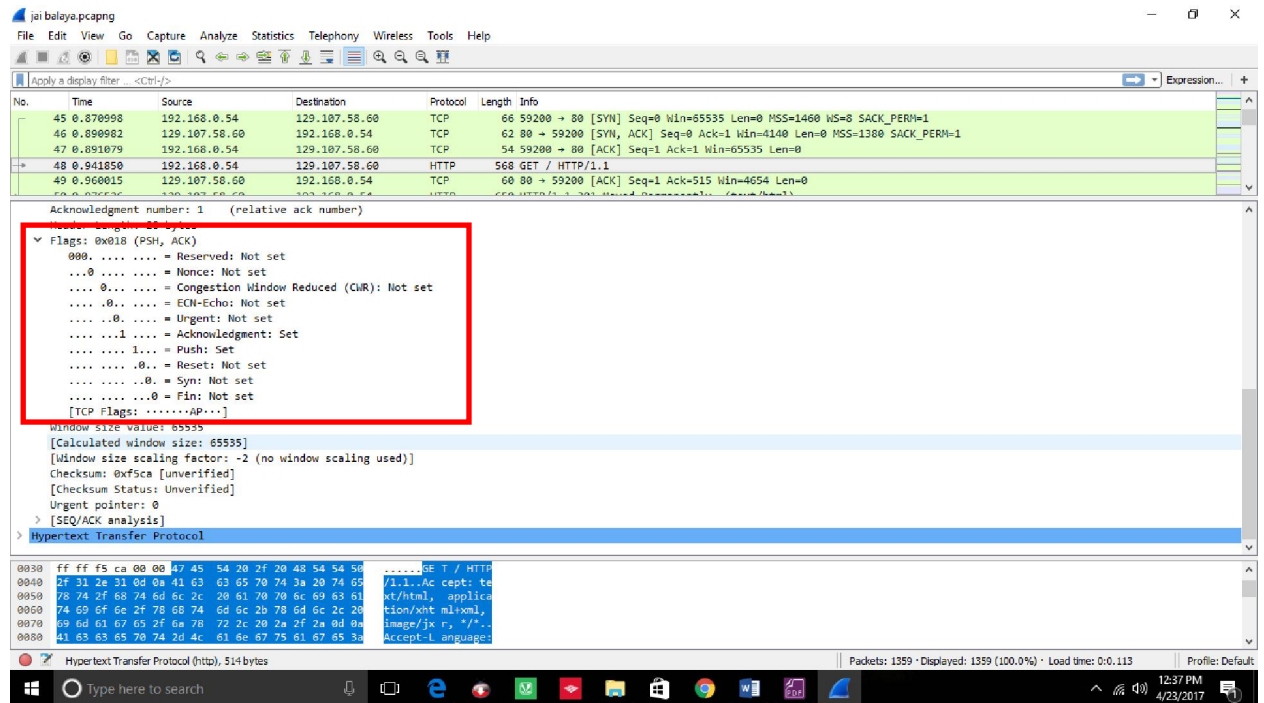 jai balaya.pcapng
File Edit View Go Capture Analyze Statistics Telephony Wireless Tools Help
Apply a display filter ... <Ctrl-/> Expression... +
No. Time Source Destination Protocol Length Info
45 0.870998 192.168.0.54 129.107.58.60 TCP 66 59200 → 80 [SYN] Seq=0 Win=65535 Len=0 MSS=1460 WS=8 SACK_PERM=1
46 0.890982 129.107.58.60 192.168.0.54 TCP 62 80 → 59200 [SYN, ACK] Seq=0 Ack=1 Win=4140 Len=0 MSS=1380 SACK_PERM=1
47 0.891079 192.168.0.54 129.107.58.60 TCP 54 59200 → 80 [ACK] Seq=1 Ack=1 Win=65535 Len=0
48 0.941850 192.168.0.54 129.107.58.60 HTTP 568 GET / HTTP/1.1
49 0.960015 129.107.58.60 192.168.0.54 TCP 60 80 → 59200 [ACK] Seq=1 Ack=515 Win=4654 Len=0
Acknowledgment number: 1 (relative ack number)
Flags: 0x018 (PSH, ACK)
000. .... .... = Reserved: Not set
...0 .... .... = Nonce: Not set
.... 0... .... = Congestion Window Reduced (CWR): Not set
.... .0.. .... = ECN-Echo: Not set
.... ..0. .... = Urgent: Not set
.... ...1 .... = Acknowledgment: Set
.... .... 1... = Push: Set
.... .... .0.. = Reset: Not set
.... .... ..0. = Syn: Not set
.... .... ...0 = Fin: Not set
[TCP Flags: ·······AP···]
Window size value: 65535
[Calculated window size: 65535]
[Window size scaling factor: -2 (no window scaling used)]
Checksum: 0xf5ca [unverified]
[Checksum Status: Unverified]
Urgent pointer: 0
[SEQ/ACK analysis]
Hypertext Transfer Protocol
0030 ff ff f5 ca 00 00 47 45 54 20 2f 20 48 54 54 50 ......GE T / HTTP
0040 2f 31 2e 31 0d 0a 41 63 63 65 70 74 3a 20 74 65 /1.1..Ac cept: te
0050 78 74 2f 68 74 6d 6c 2c 20 61 70 70 6c 69 63 61 xt/html, applica
0060 74 69 6f 6e 2f 78 68 74 6d 6c 2b 78 6d 6c 2c 20 tion/xht ml+xml,
0070 69 6d 61 67 65 2f 6a 78 72 2c 20 2a 2f 2a 0d 0a image/jx r, */*..
0080 41 63 63 65 70 74 2d 4c 61 6e 67 75 61 67 65 3a Accept-L anguage:
Hypertext Transfer Protocol (http), 514 bytes Packets: 1359 · Displayed: 1359 (100.0%) · Load time: 0:0.113 Profile: Default
Type here to search 12:37 PM
4/23/2017